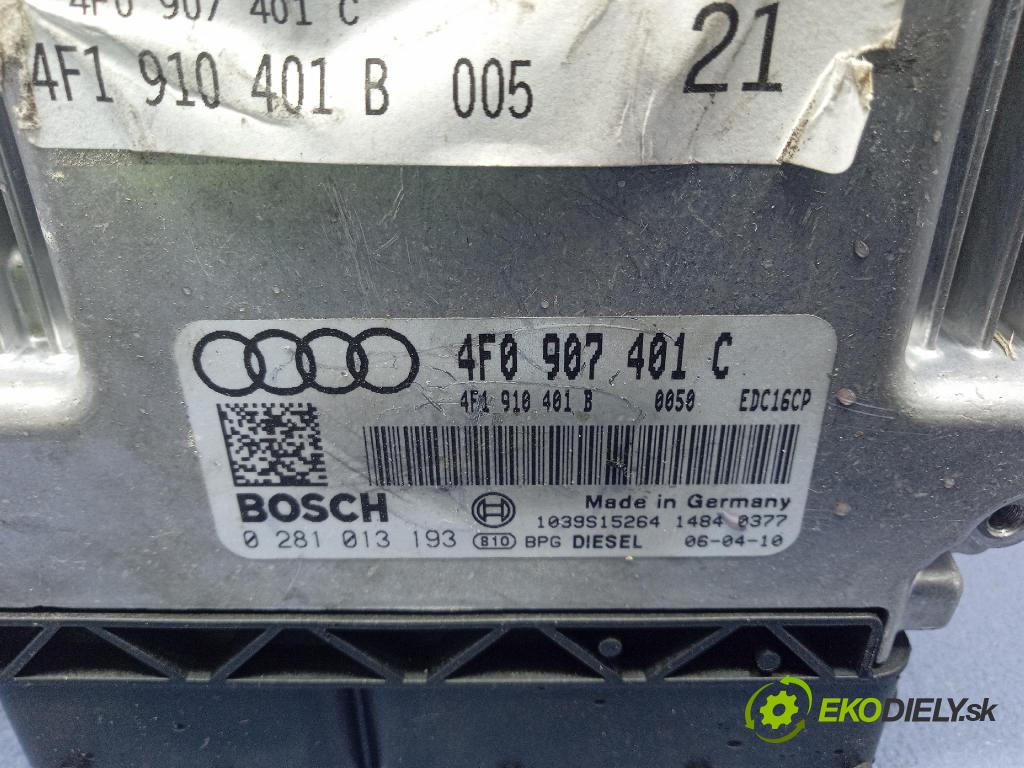 4F0 907 401 C
4F1 910 401 B 005
21
4F0 907 401 C
4F1 910 401 B 0050 EDC16CP
BOSCH
Made in Germany
1039S15264 1484 0377
0 281 013 193 810 BPG DIESEL 06-04-10
EKODIELY.sk